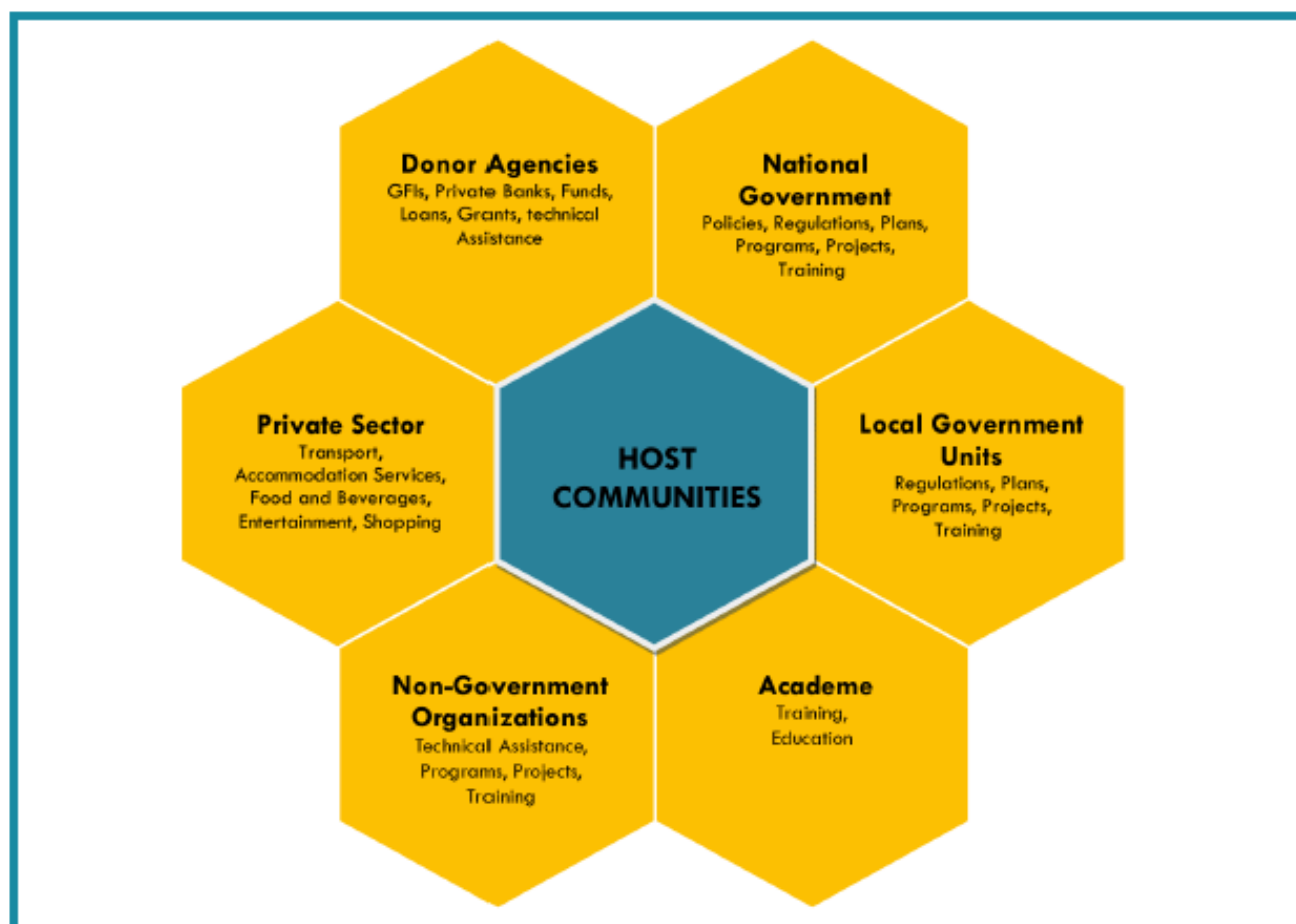 Donor Agencies
GFIs, Private Banks, Funds,
Loans, Grants, technical
Assistance
National
Government
Policies, Regulations, Plans,
Programs, Projects,
Training
Private Sector
Transport,
Accommodation Services,
Food and Beverages,
Entertainment, Shopping
HOST
COMMUNITIES
Local Government
Units
Regulations, Plans,
Programs, Projects,
Training
Non-Government
Organizations
Technical Assistance,
Programs, Projects,
Training
Academe
Training,
Education